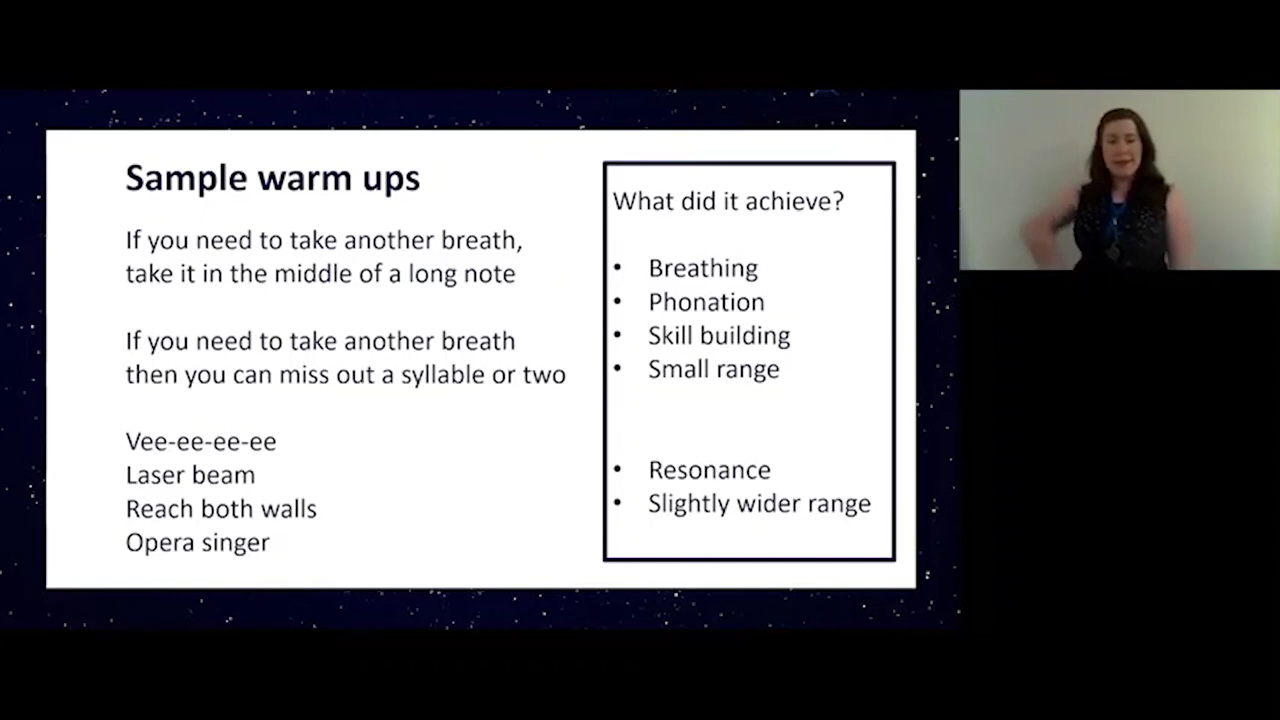 Sample warm ups
If you need to take another breath,
take it in the middle of a long note
If you need to take another breath
then you can miss out a syllable or two
Vee-ee-ee-ee
Laser beam
Reach both walls
Opera singer
What did it achieve?
• Breathing
• Phonation
• Skill building
• Small range
• Resonance
• Slightly wider range